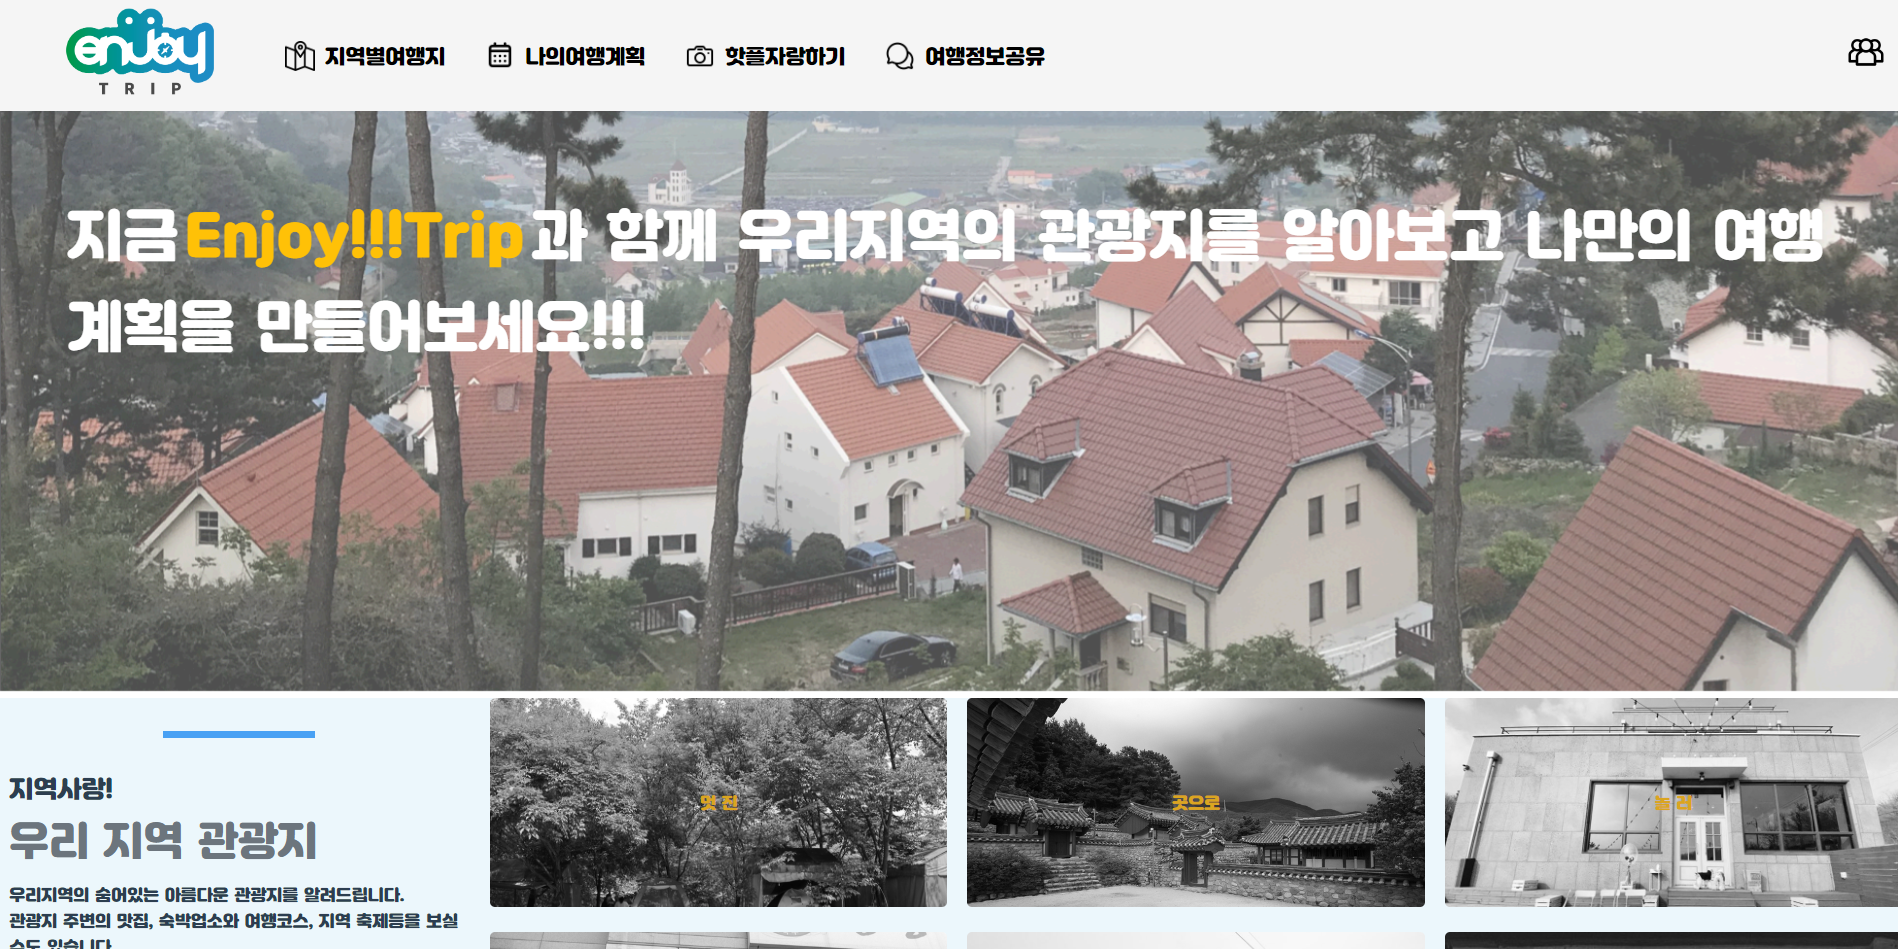 enjoy
TRIP
지역별여행지
나의여행계획
핫플자랑하기
여행정보공유
지금 Enjoy!!!Trip과 함께 우리지역의 관광지를 알아보고 나만의 여행
계획을 만들어보세요!!!
지역사랑!
우리 지역 관광지
우리지역의 숨어있는 아름다운 관광지를 알려드립니다.
관광지 주변의 맛집, 숙박업소와 여행코스, 지역 축제등을 보실
수도 있습니다
멋 진
곳으로
놀 러